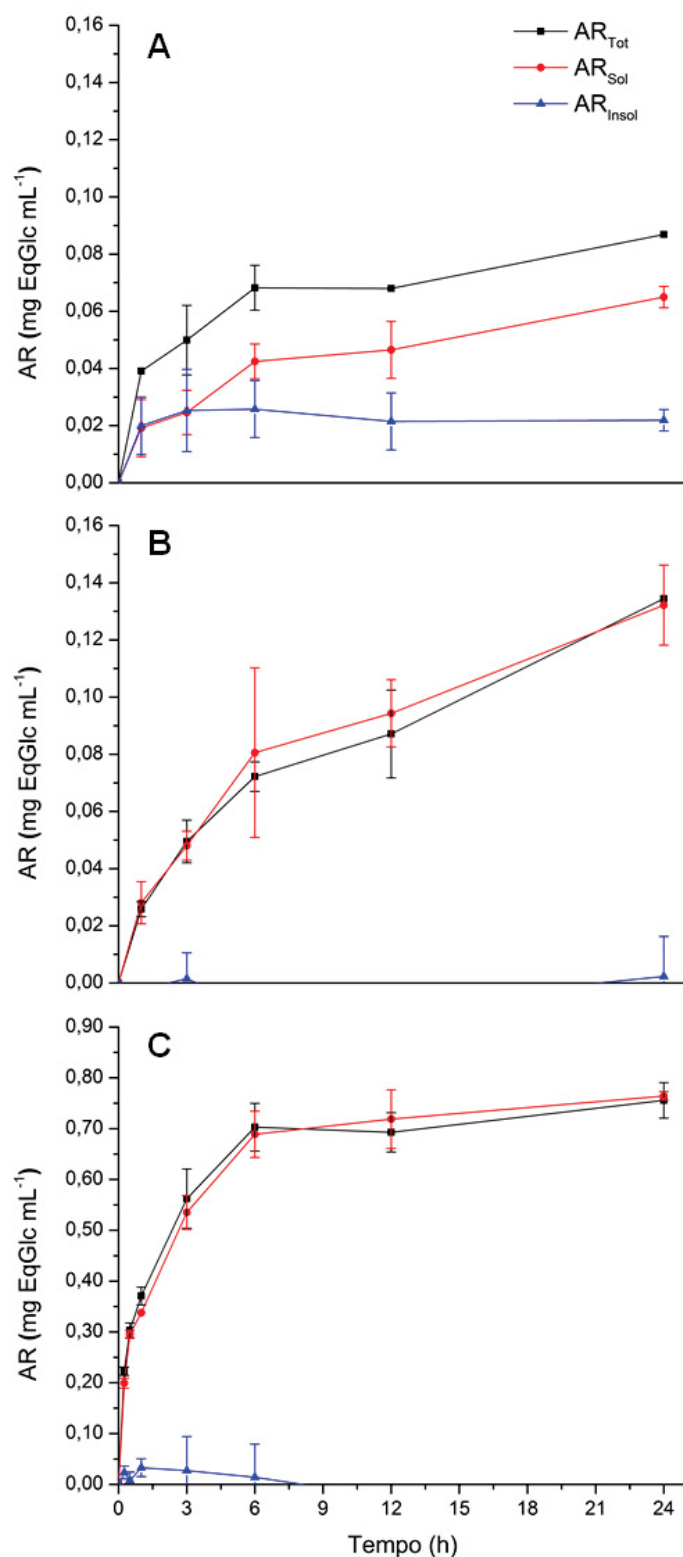 A
AR_Tot
AR_Sol
AR_Insol
0,16
0,14
0,12
0,10
0,08
0,06
0,04
0,02
0,00
AR (mg EqGlc mL⁻¹)
B
0,16
0,14
0,12
0,10
0,08
0,06
0,04
0,02
0,00
AR (mg EqGlc mL⁻¹)
C
0,90
0,80
0,70
0,60
0,50
0,40
0,30
0,20
0,10
0,00
AR (mg EqGlc mL⁻¹)
0 3 6 9 12 15 18 21 24
Tempo (h)